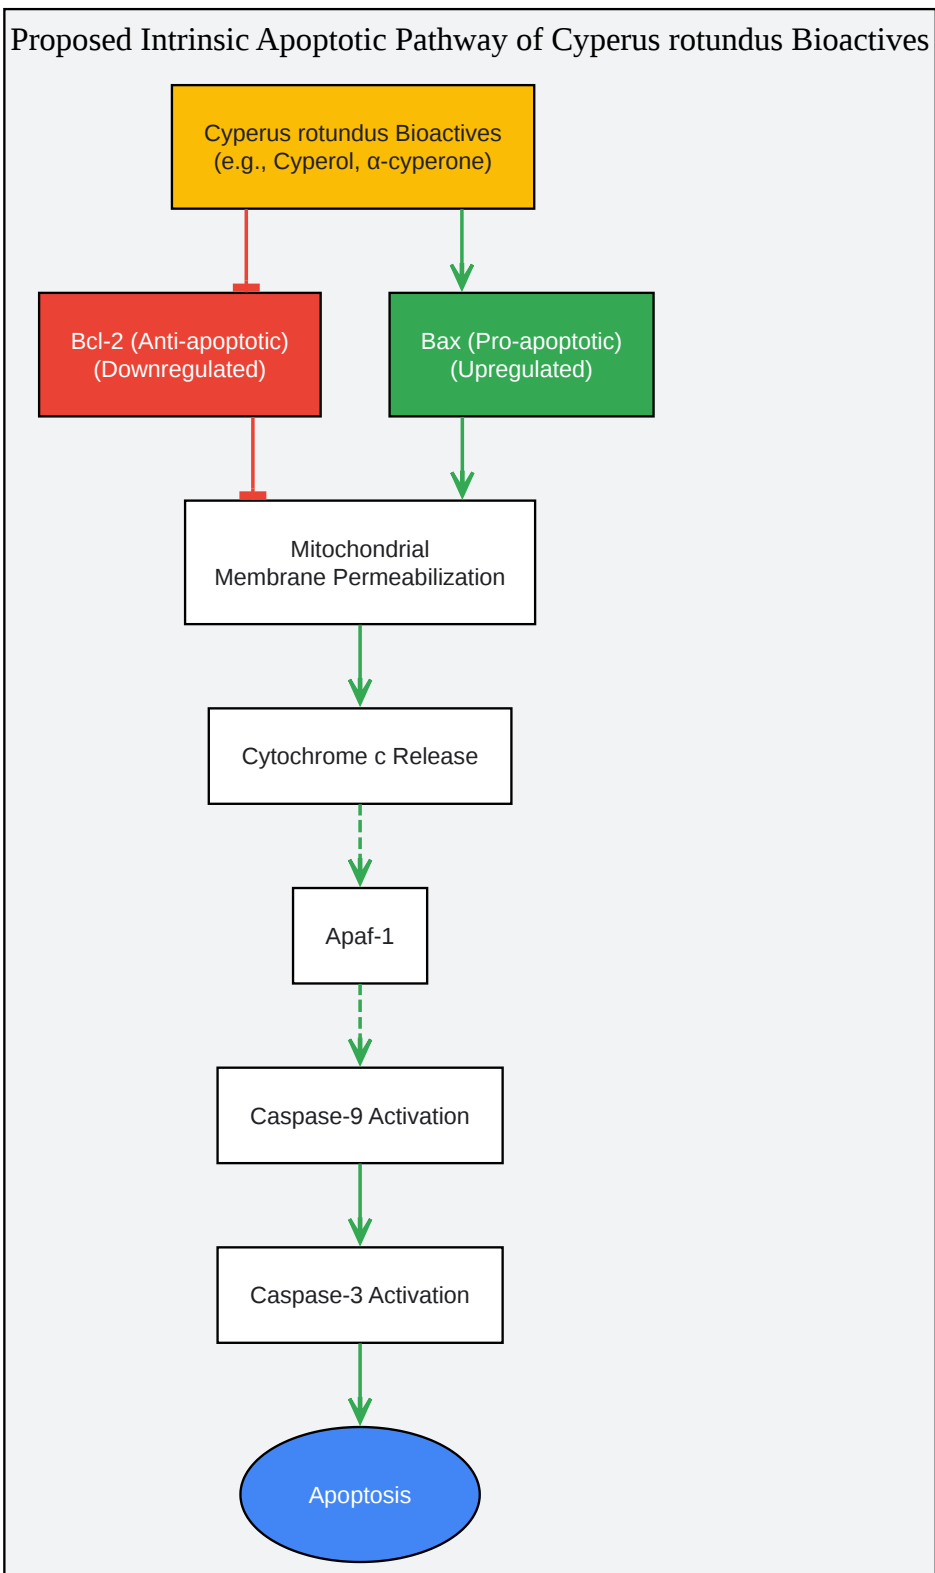 Proposed Intrinsic Apoptotic Pathway of Cyperus rotundus Bioactives
Cyperus rotundus Bioactives
(e.g., Cyperol, α-cyperone)
Bcl-2 (Anti-apoptotic)
(Downregulated)
Bax (Pro-apoptotic)
(Upregulated)
Mitochondrial
Membrane Permeabilization
Cytochrome c Release
Apaf-1
Caspase-9 Activation
Caspase-3 Activation
Apoptosis